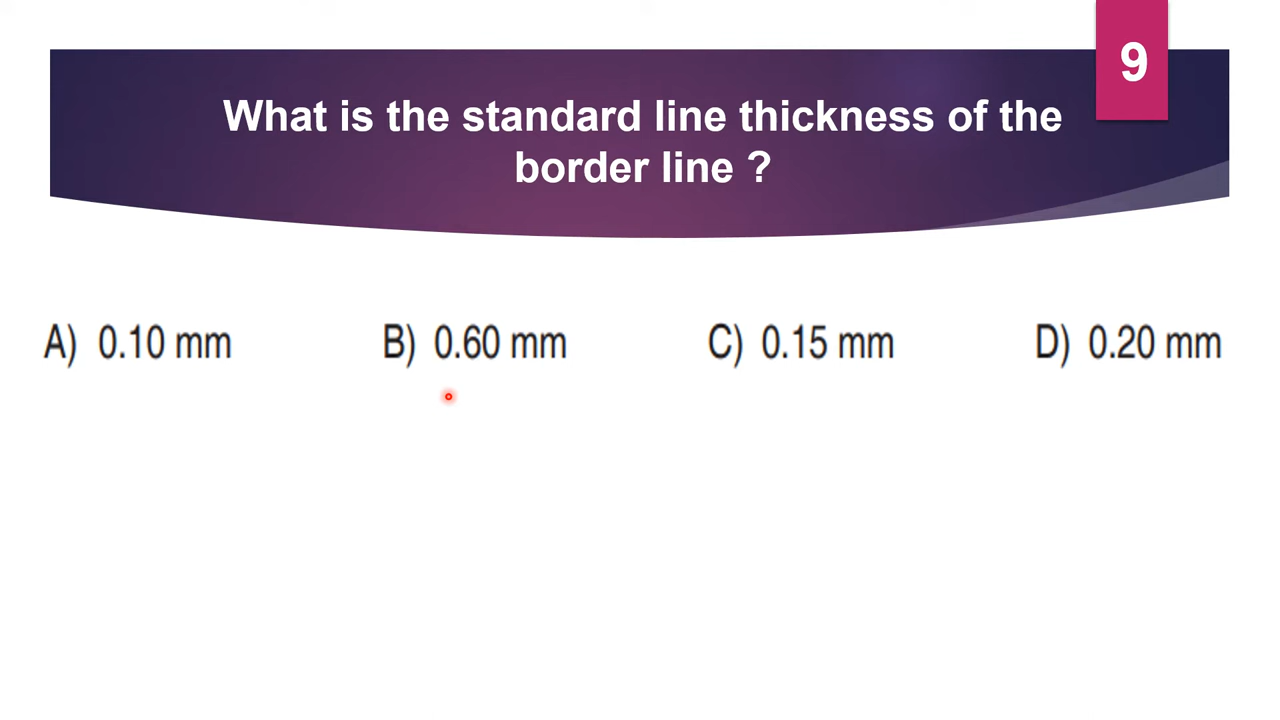 9
What is the standard line thickness of the
border line ?
A) 0.10 mm B) 0.60 mm C) 0.15 mm D) 0.20 mm